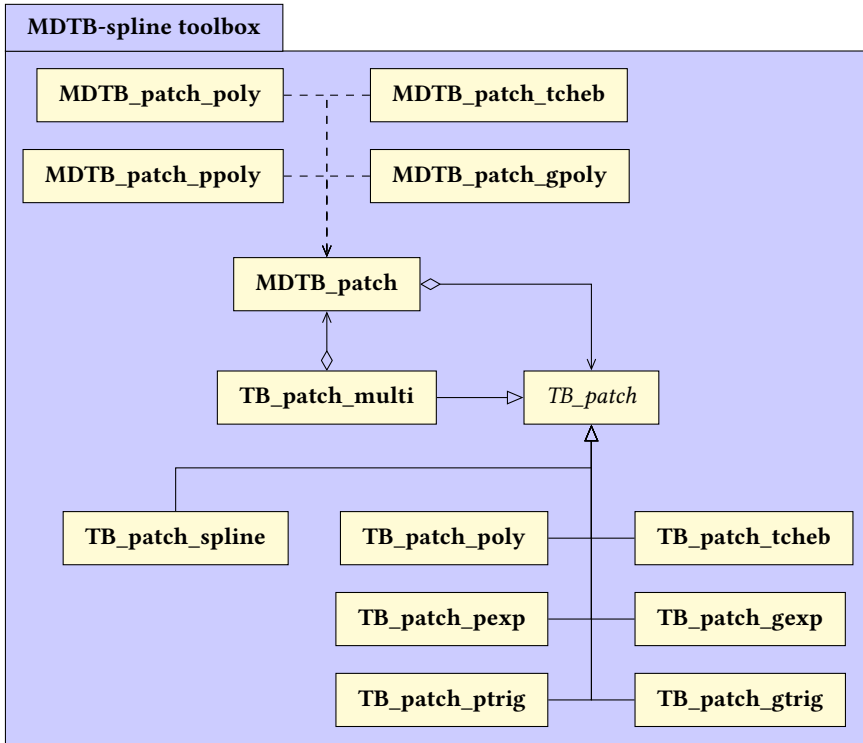 MDTB-spline toolbox
MDTB_patch_poly
MDTB_patch_tcheb
MDTB_patch_ppoly
MDTB_patch_gpoly
MDTB_patch
TB_patch_multi
TB_patch
TB_patch_spline
TB_patch_poly
TB_patch_tcheb
TB_patch_pexp
TB_patch_gexp
TB_patch_ptrig
TB_patch_gtrig